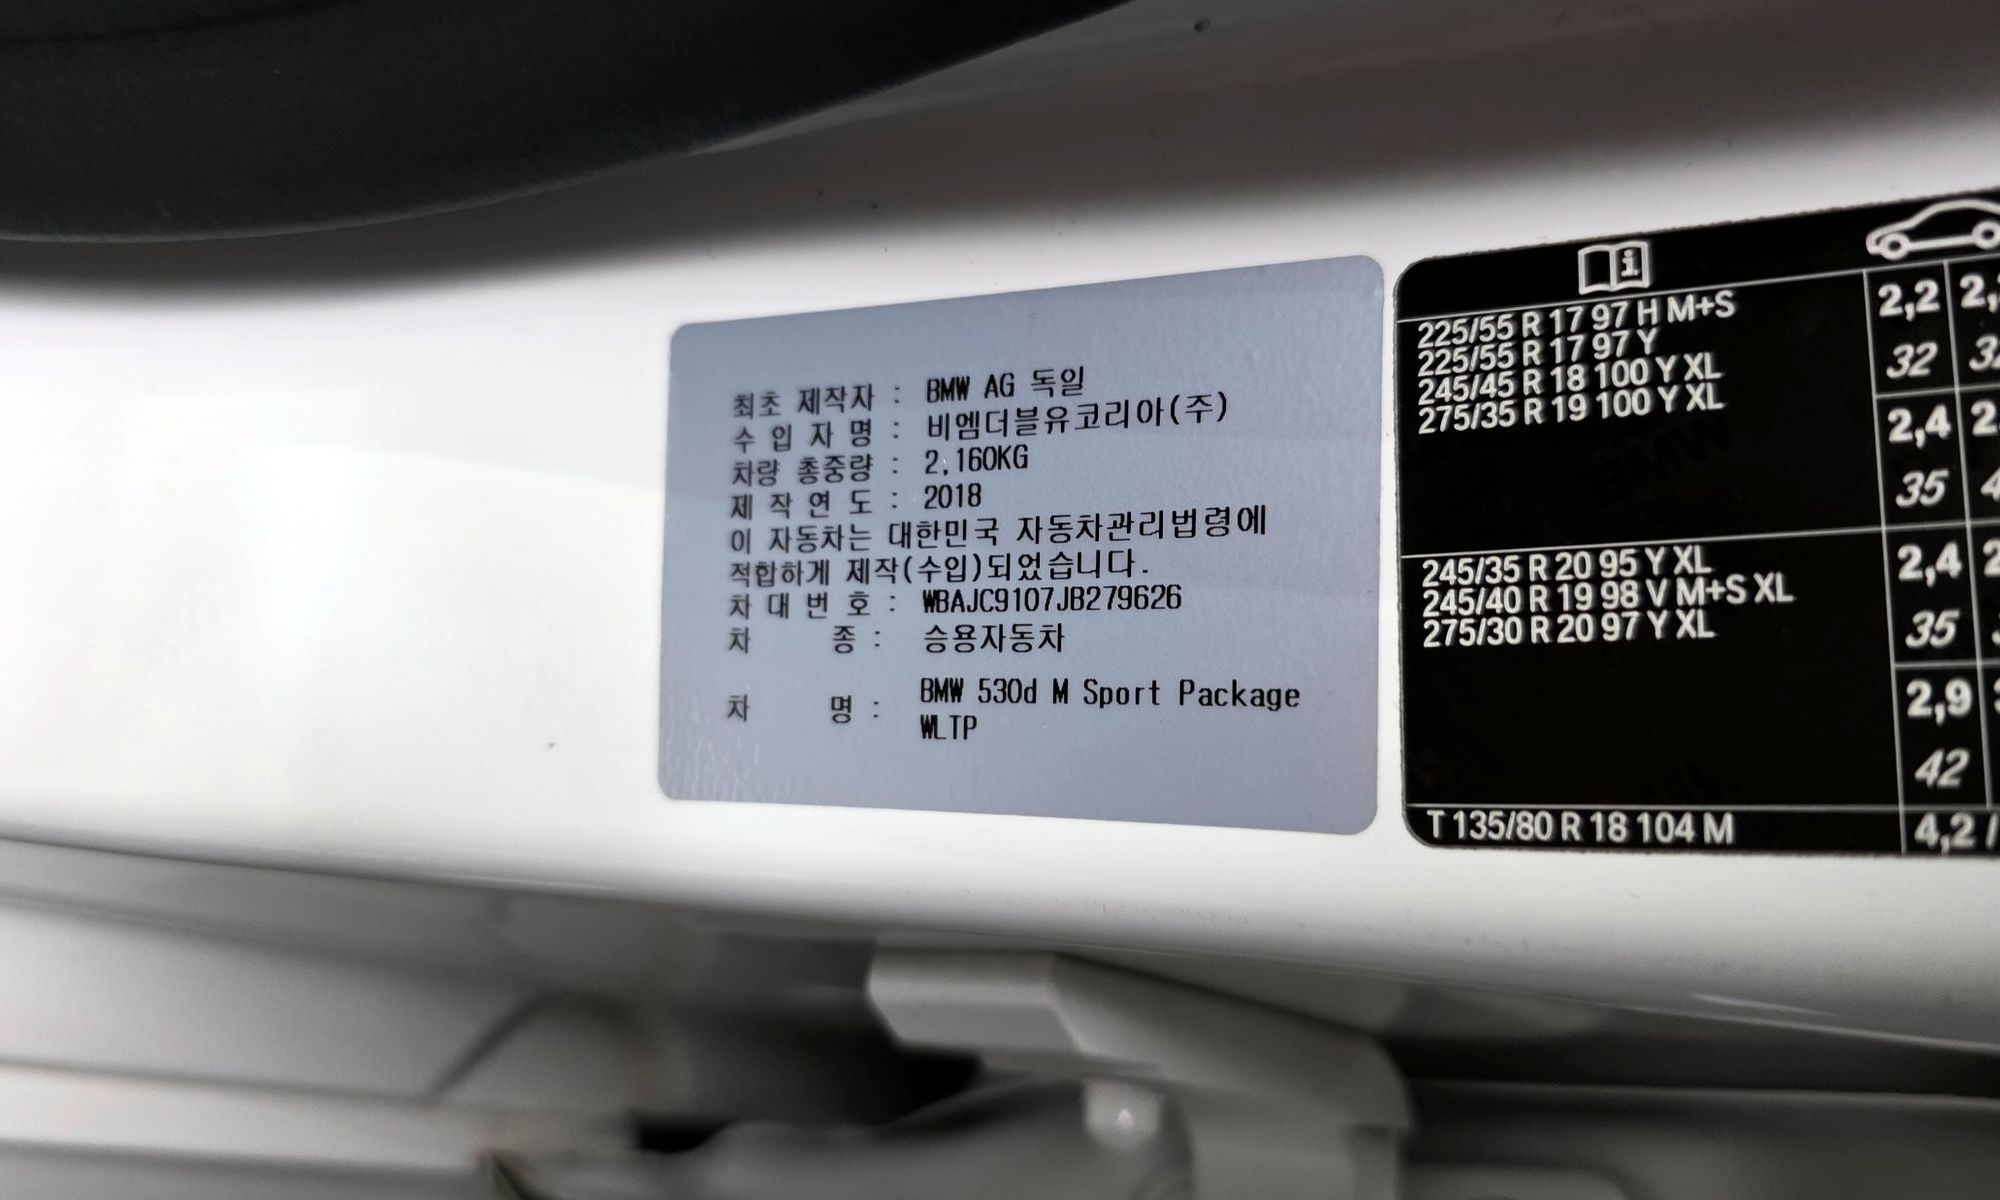 최초 제작자 : BMW AG 독일
수 입 자 명 : 비엠더블유코리아(주)
차량 총중량 : 2,160KG
제 작 연 도 : 2018
이 자동차는 대한민국 자동차관리법령에
적합하게 제작(수입)되었습니다.
차 대 번 호 : WBAJC9107JB279626
차 종 : 승용자동차
차 명 : BMW 530d M Sport Package
WLTP
i
225/55 R 17 97 H M+S
225/55 R 17 97 Y
245/45 R 18 100 Y XL
275/35 R 19 100 Y XL
2,2
32
2,4
35
245/35 R 20 95 Y XL
245/40 R 19 98 V M+S XL
275/30 R 20 97 Y XL
2,4
35
2,9
42
T 135/80 R 18 104 M
4,2 /